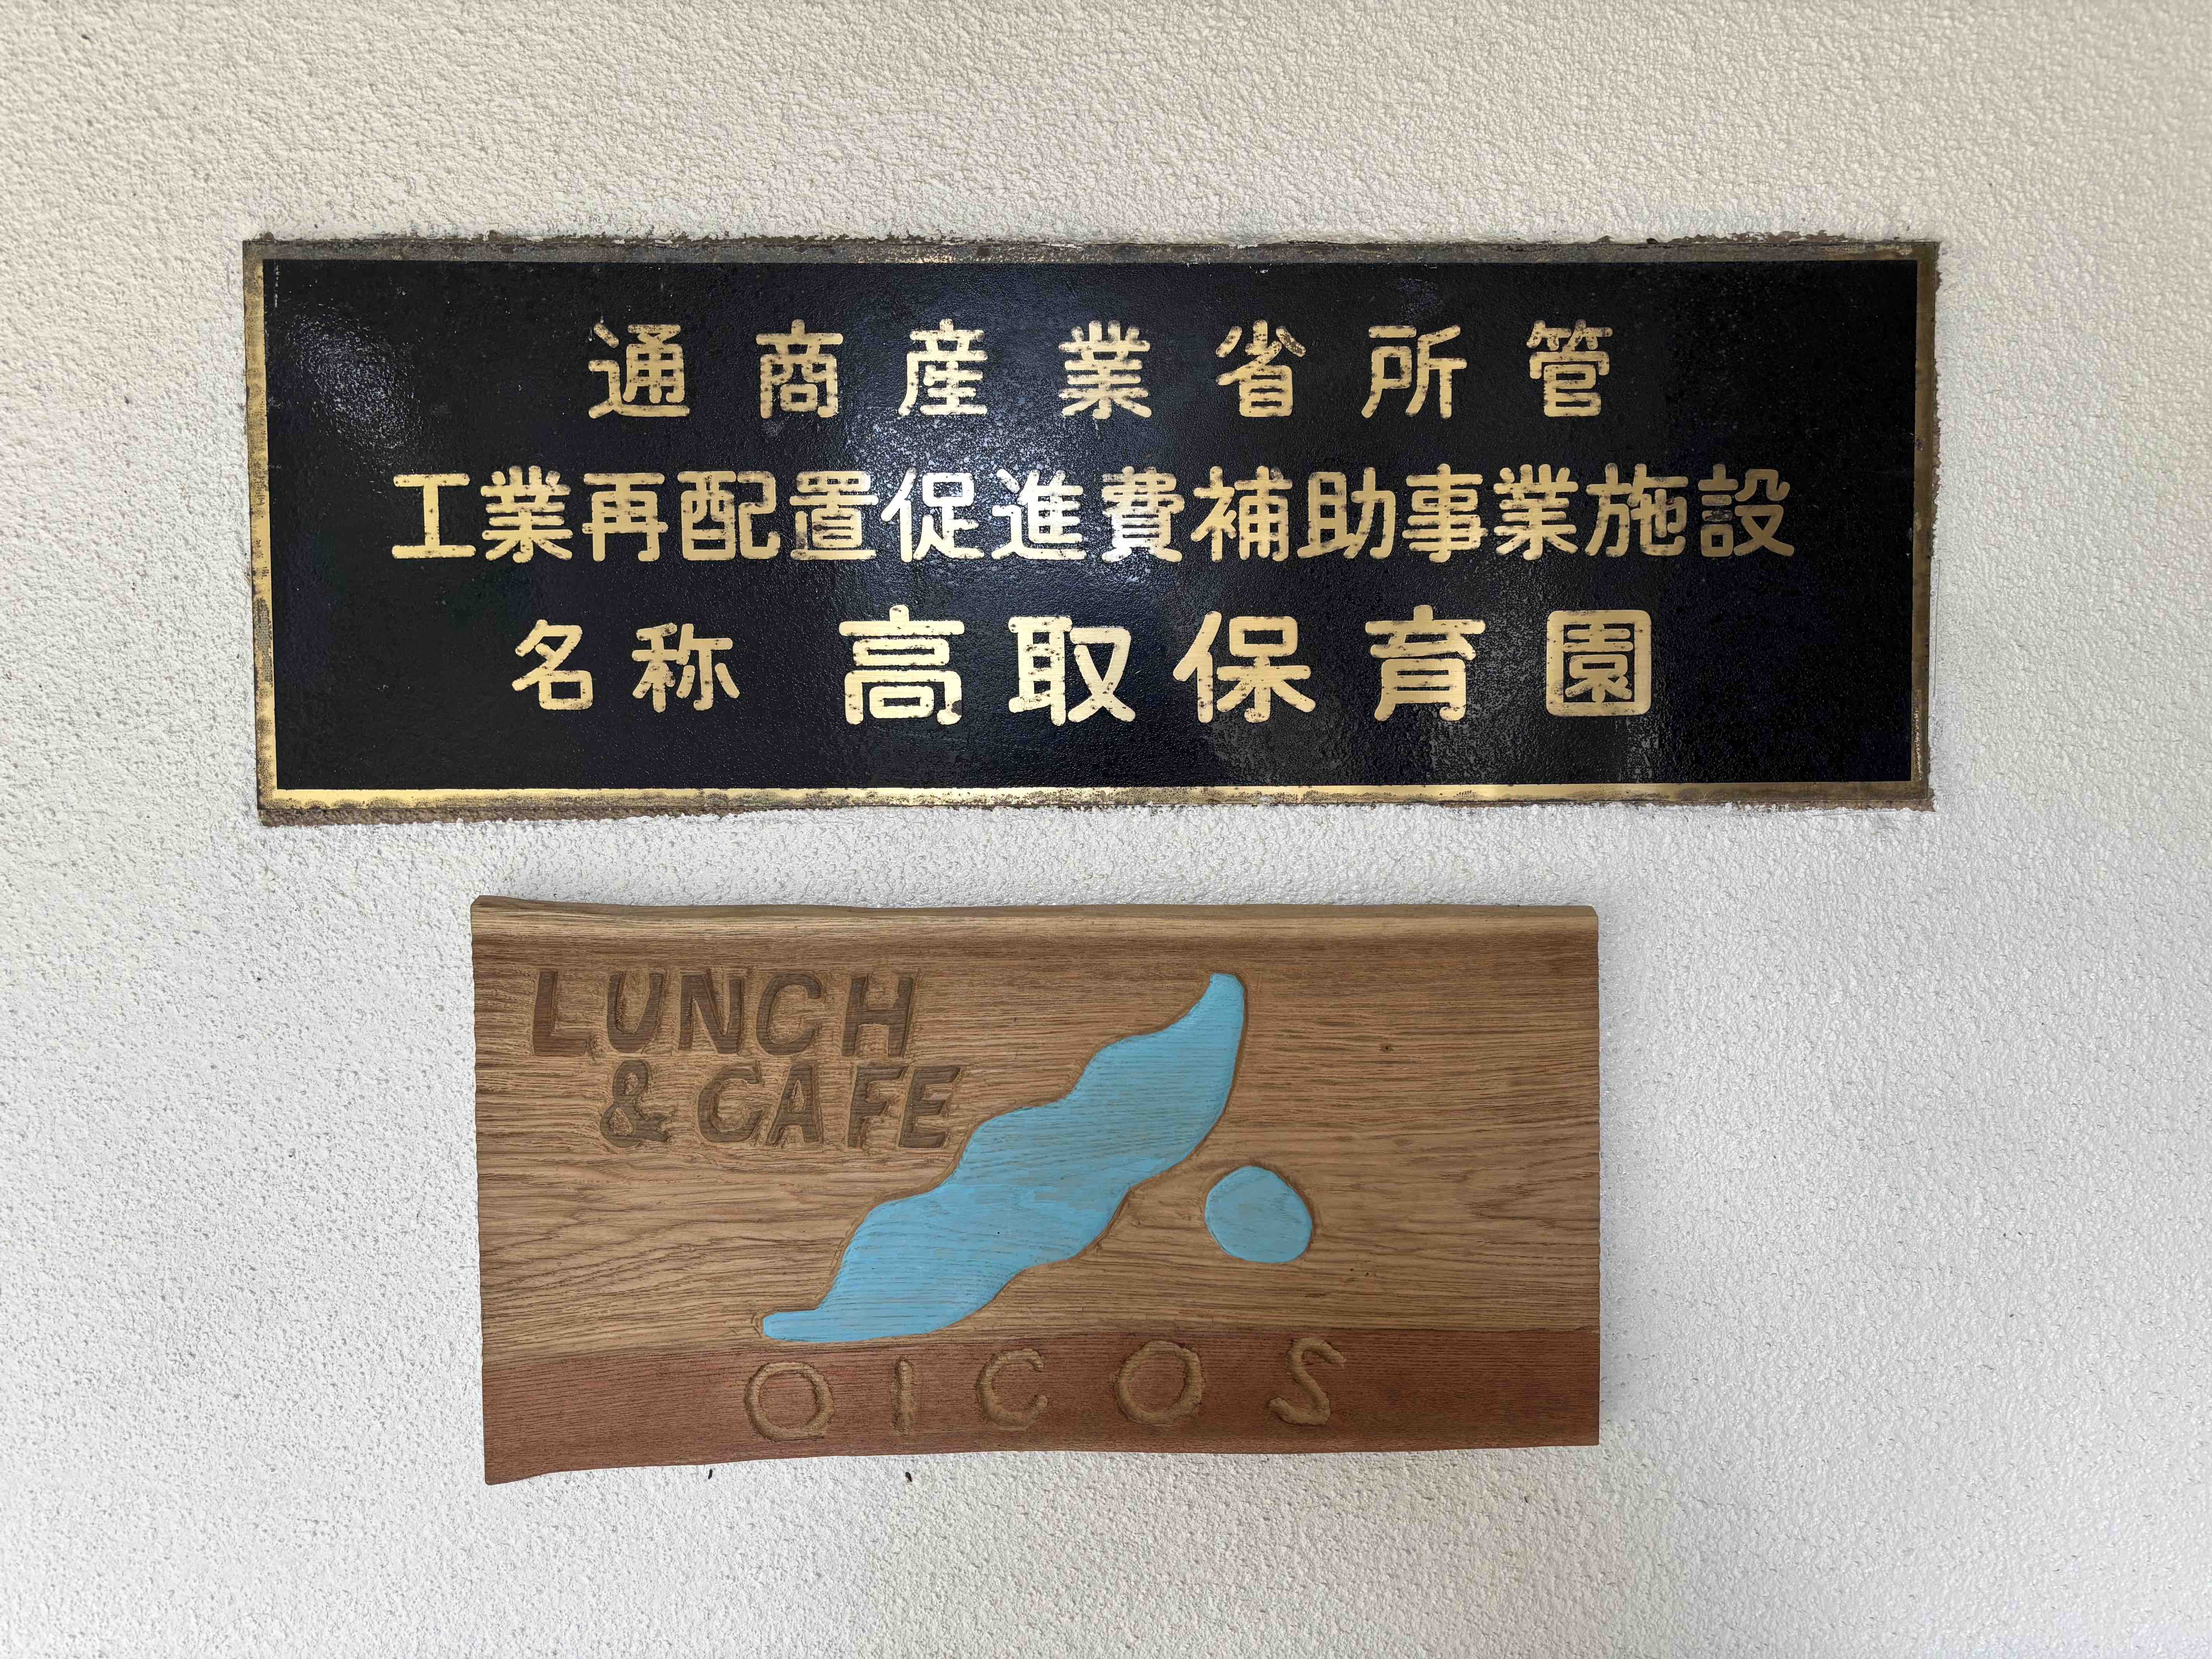 通商産業省所管
工業再配置促進費補助事業施設
名称 高取保育園
LUNCH
& CAFE
OICOS